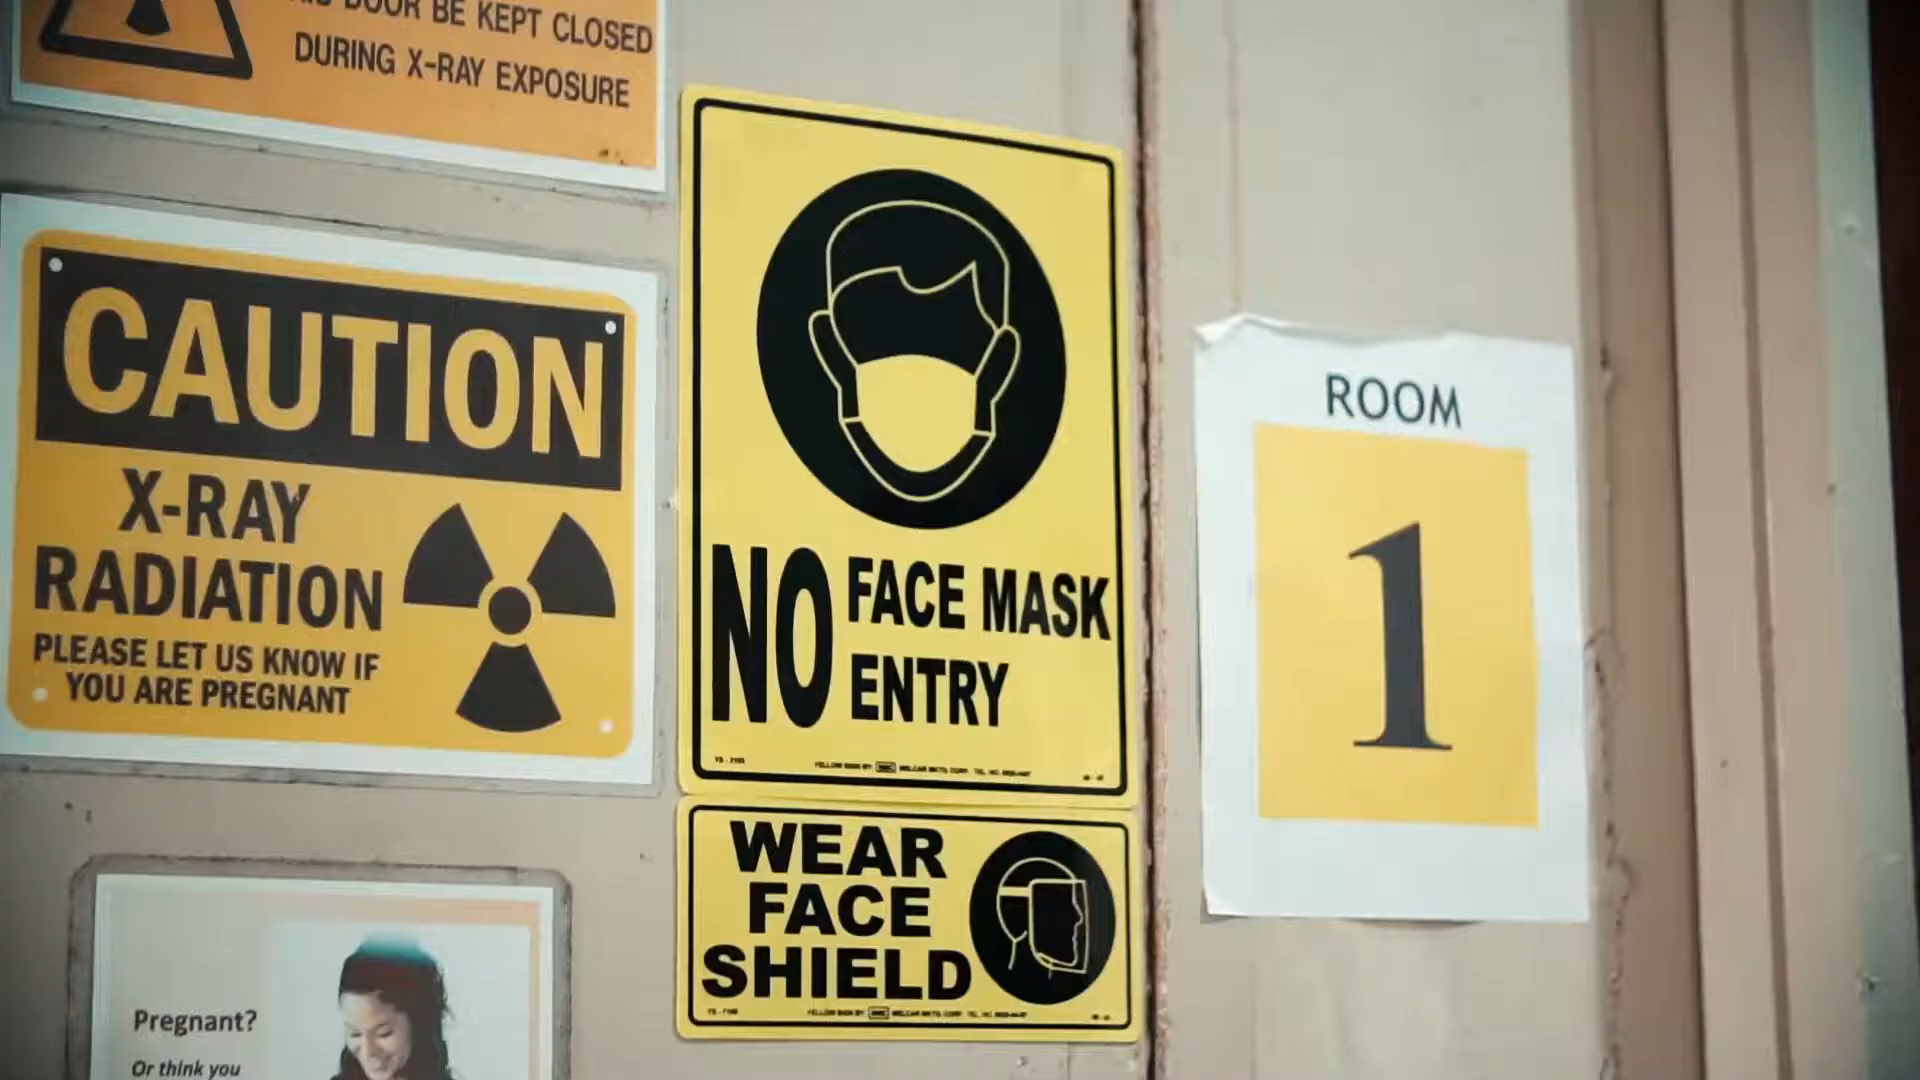 DOOR BE KEPT CLOSED
DURING X-RAY EXPOSURE
CAUTION
X-RAY
RADIATION
PLEASE LET US KNOW IF
YOU ARE PREGNANT
Pregnant?
Or think you
NO FACE MASK
ENTRY
WEAR
FACE
SHIELD
ROOM
1